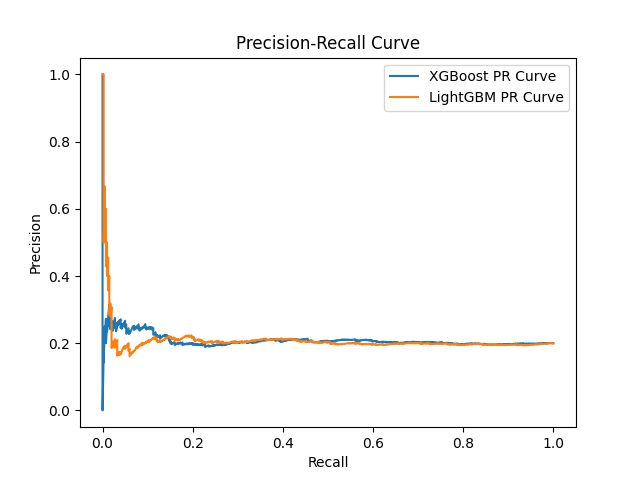 Precision-Recall Curve
XGBoost PR Curve
LightGBM PR Curve
1.0
0.8
0.6
0.4
0.2
0.0
Precision
0.0 0.2 0.4 0.6 0.8 1.0
Recall